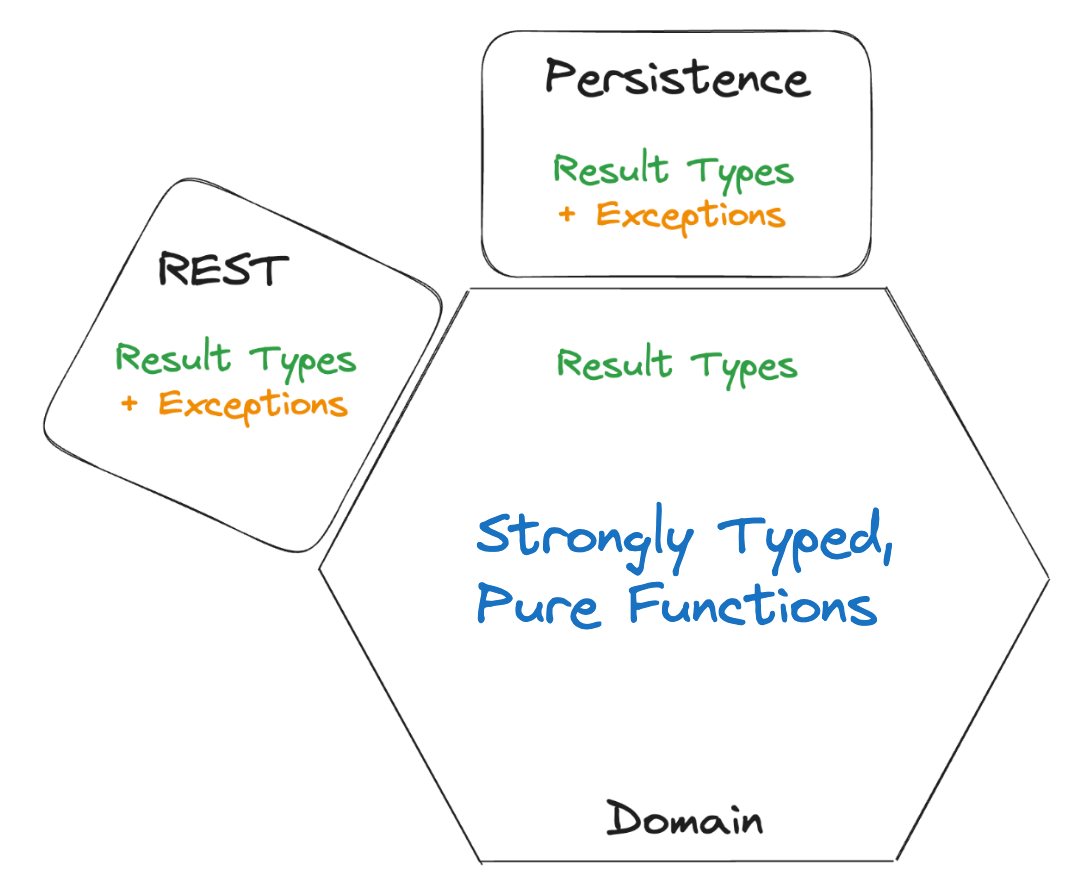 Persistence
Result Types
+ Exceptions
REST
Result Types
+ Exceptions
Result Types
Strongly Typed,
Pure Functions
Domain